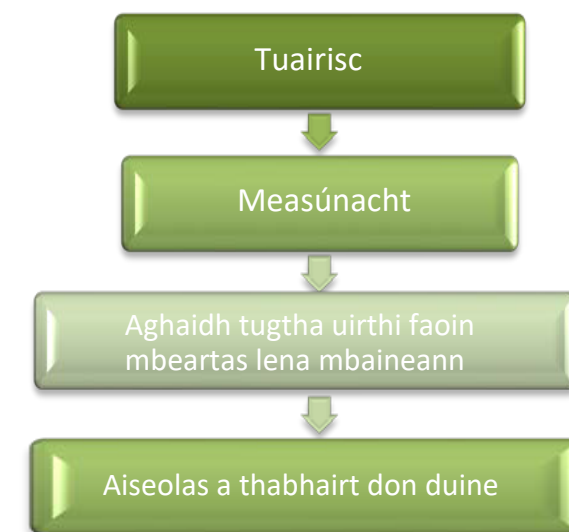 Tuairisc
Measúnacht
Aghaidh tugtha uirthi faoin
mbeartas lena mbaineann
Aiseolas a thabhairt don duine